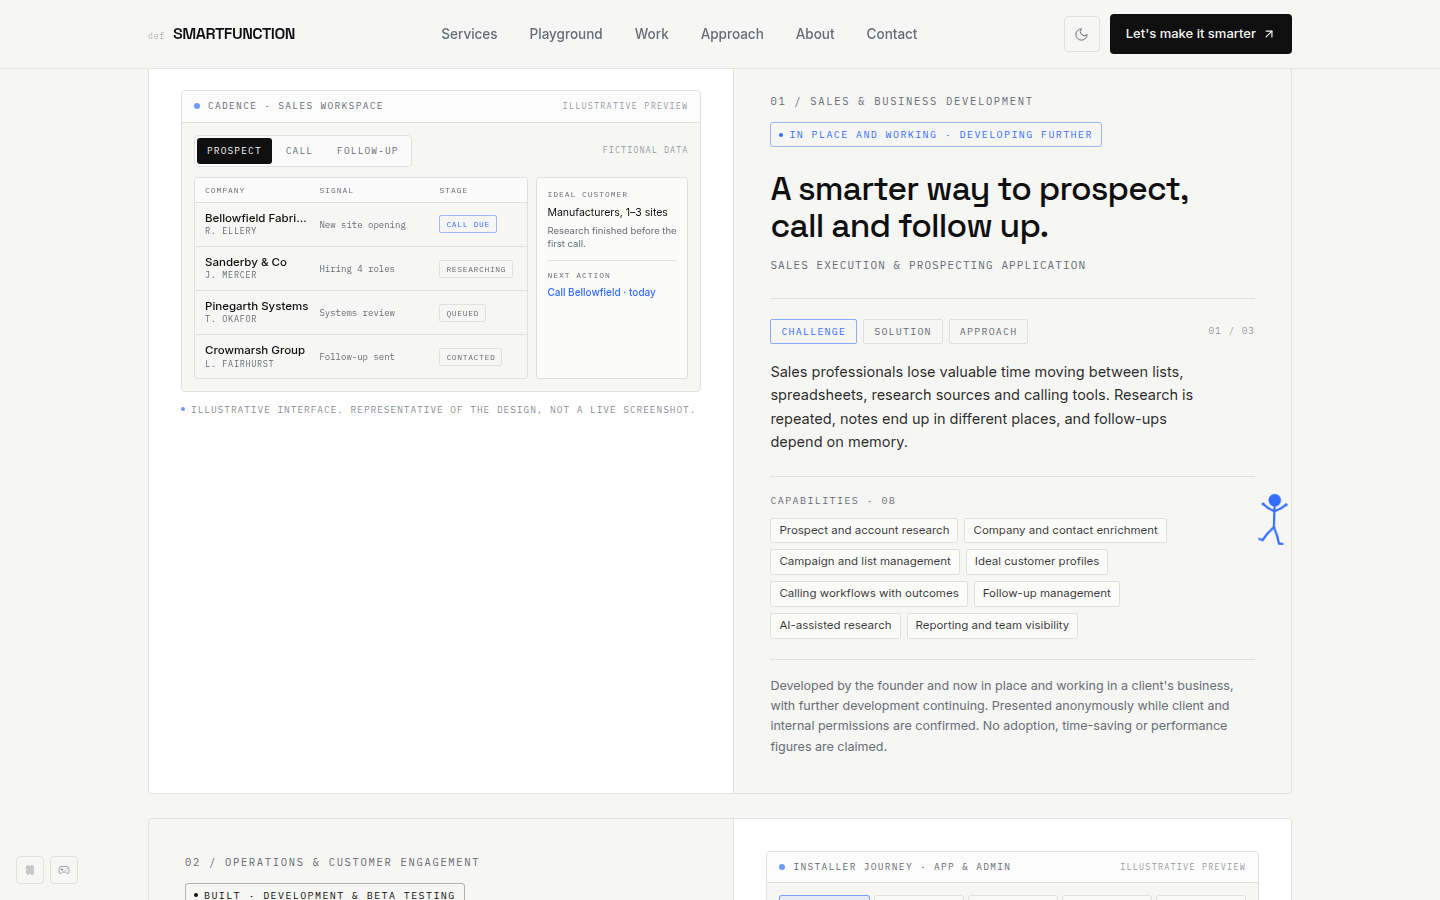 def SMARTFUNCTION
Services Playground Work Approach About Contact
Let's make it smarter
CADENCE · SALES WORKSPACE
ILLUSTRATIVE PREVIEW
PROSPECT CALL FOLLOW-UP
FICTIONAL DATA
COMPANY SIGNAL STAGE
Bellowfield Fabri...
R. ELLERY
New site opening
CALL DUE
Sanderby & Co
J. MERCER
Hiring 4 roles
RESEARCHING
Pinegarth Systems
T. OKAFOR
Systems review
QUEUED
Crowmarsh Group
L. FAIRHURST
Follow-up sent
CONTACTED
IDEAL CUSTOMER
Manufacturers, 1–3 sites
Research finished before the
first call.
NEXT ACTION
Call Bellowfield · today
ILLUSTRATIVE INTERFACE. REPRESENTATIVE OF THE DESIGN, NOT A LIVE SCREENSHOT.
01 / SALES & BUSINESS DEVELOPMENT
IN PLACE AND WORKING · DEVELOPING FURTHER
A smarter way to prospect,
call and follow up.
SALES EXECUTION & PROSPECTING APPLICATION
CHALLENGE SOLUTION APPROACH
01 / 03
Sales professionals lose valuable time moving between lists,
spreadsheets, research sources and calling tools. Research is
repeated, notes end up in different places, and follow-ups
depend on memory.
CAPABILITIES · 08
Prospect and account research
Company and contact enrichment
Campaign and list management
Ideal customer profiles
Calling workflows with outcomes
Follow-up management
AI-assisted research
Reporting and team visibility
Developed by the founder and now in place and working in a client's business,
with further development continuing. Presented anonymously while client and
internal permissions are confirmed. No adoption, time-saving or performance
figures are claimed.
02 / OPERATIONS & CUSTOMER ENGAGEMENT
BUILT · DEVELOPMENT & BETA TESTING
INSTALLER JOURNEY · APP & ADMIN
ILLUSTRATIVE PREVIEW